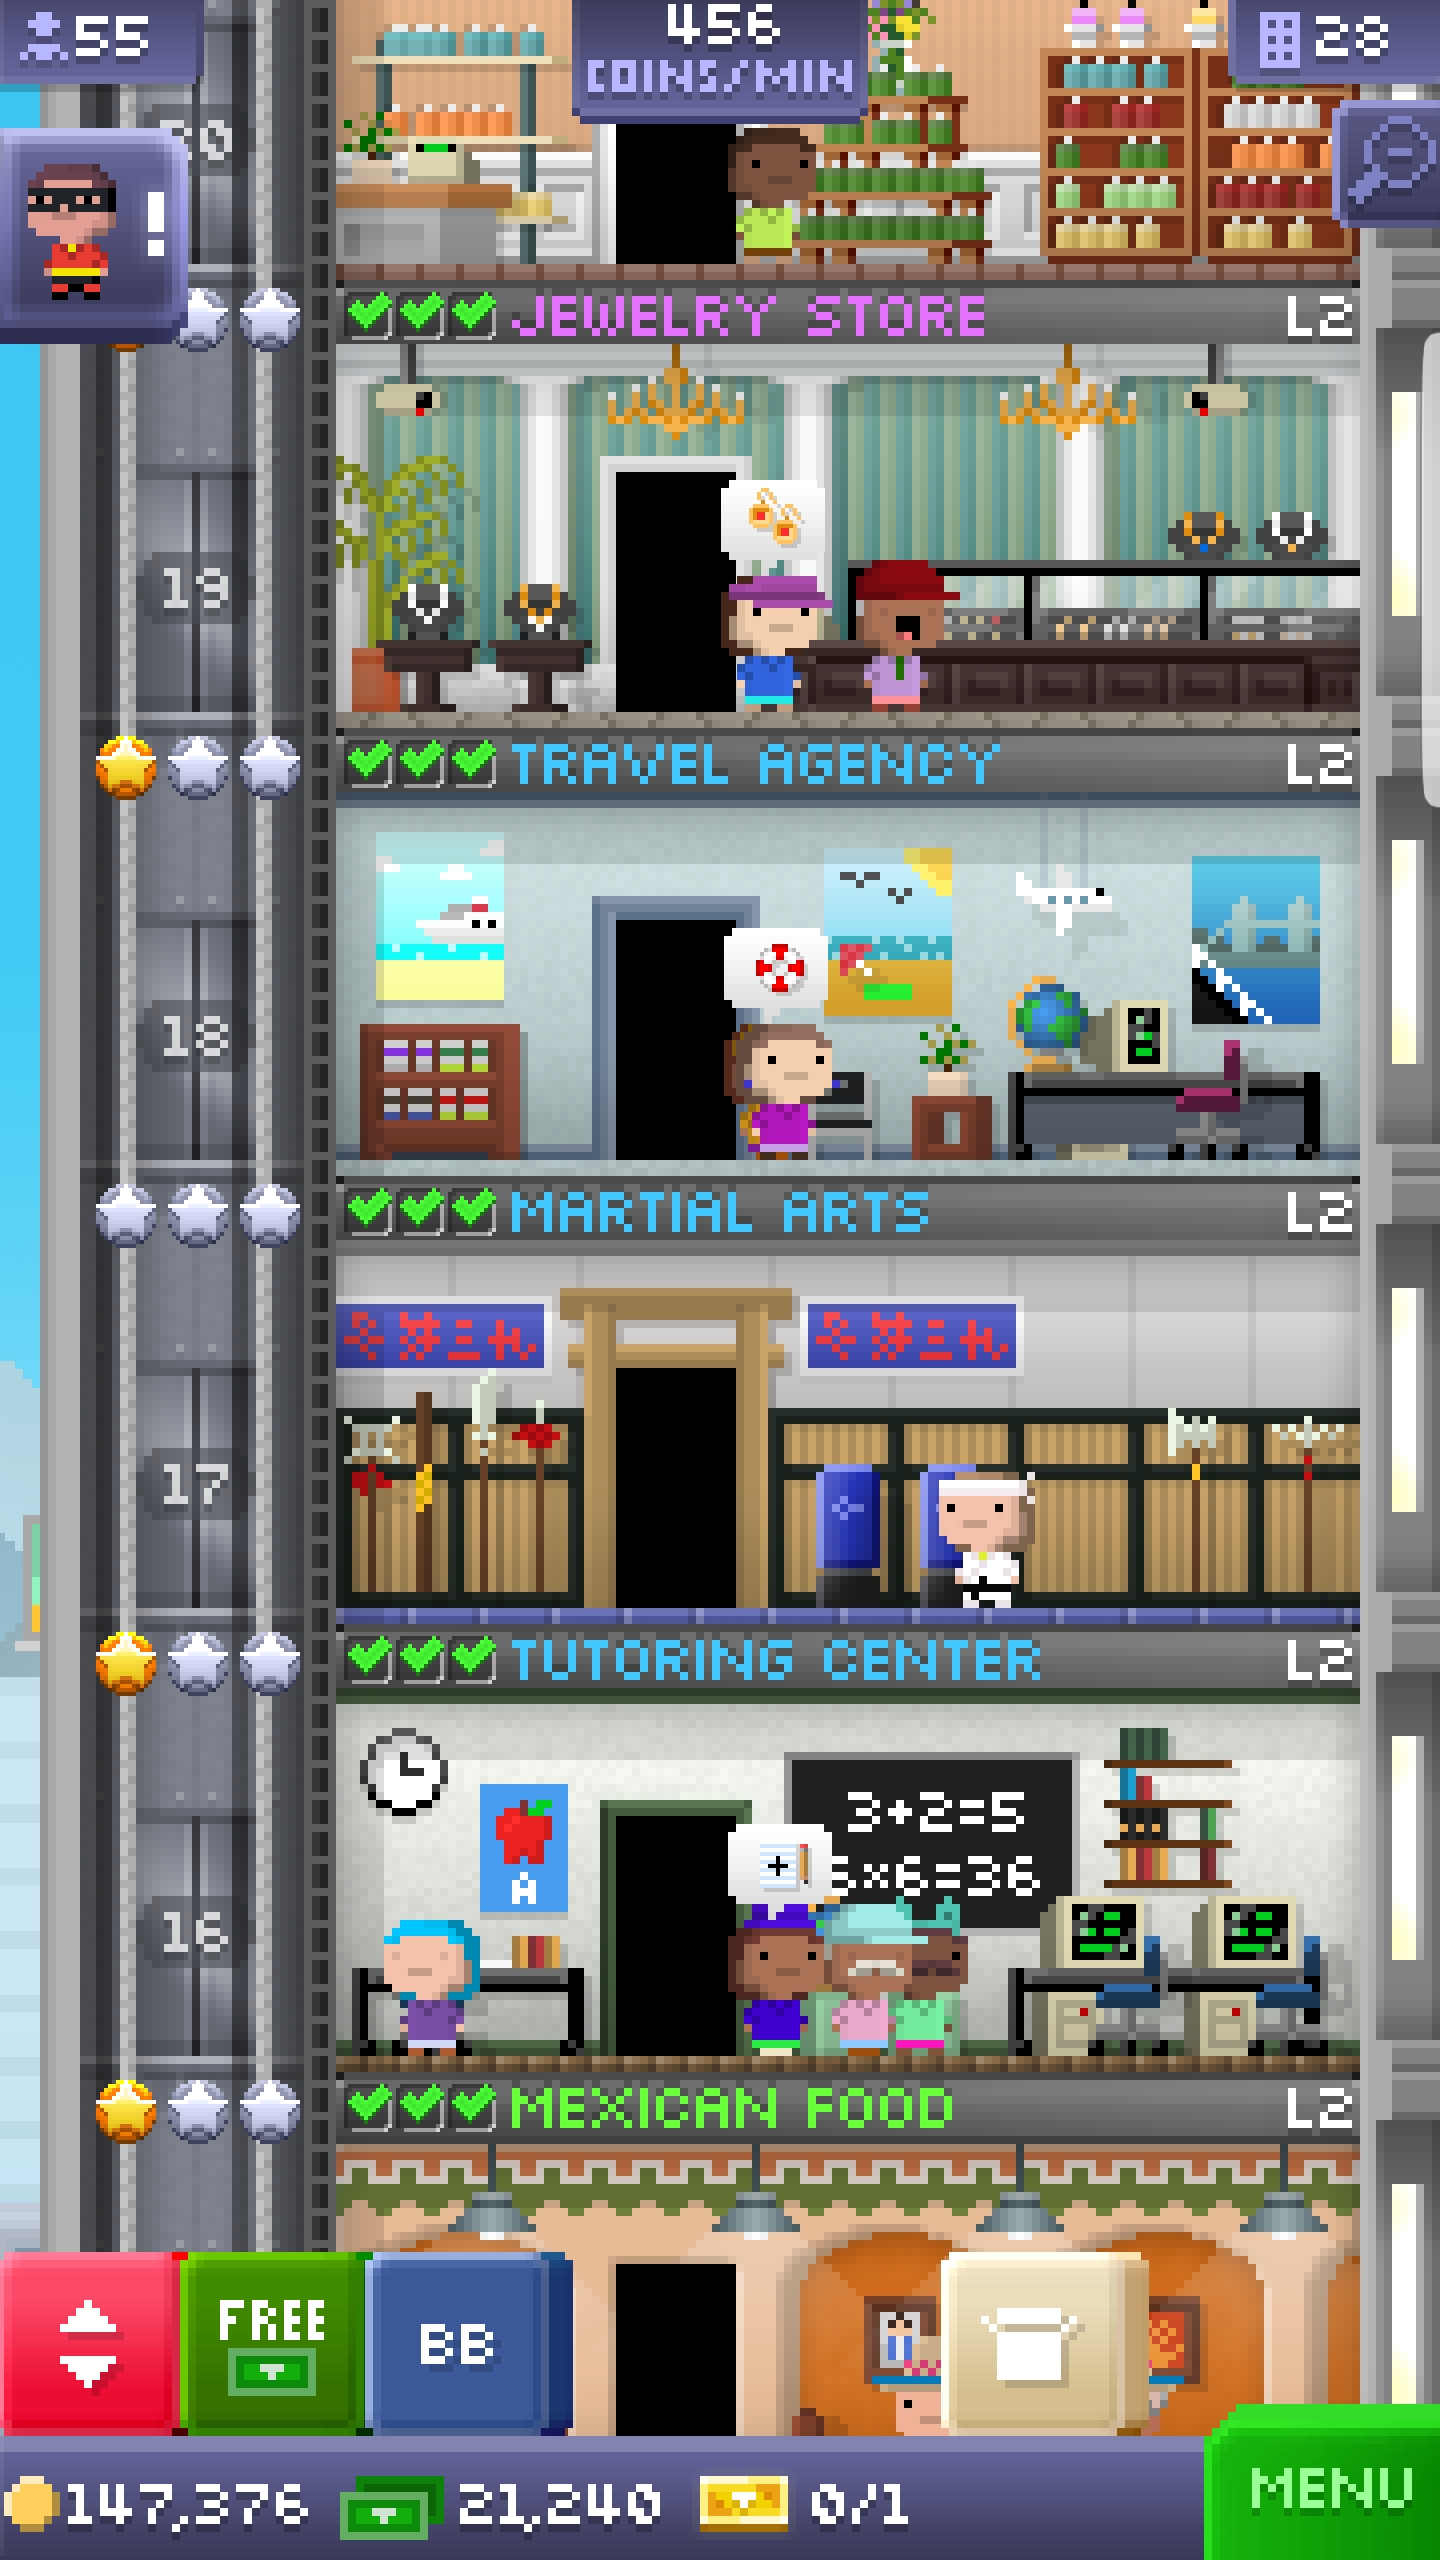 55
456
COINS/MIN
28
20
!
JEWELRY STORE L2
19
TRAVEL AGENCY L2
18
MARTIAL ARTS L2
17
TUTORING CENTER L2
3+2=5
6×6=36
A
16
MEXICAN FOOD L2
FREE
BB
147,376
21,240
0/1
MENU